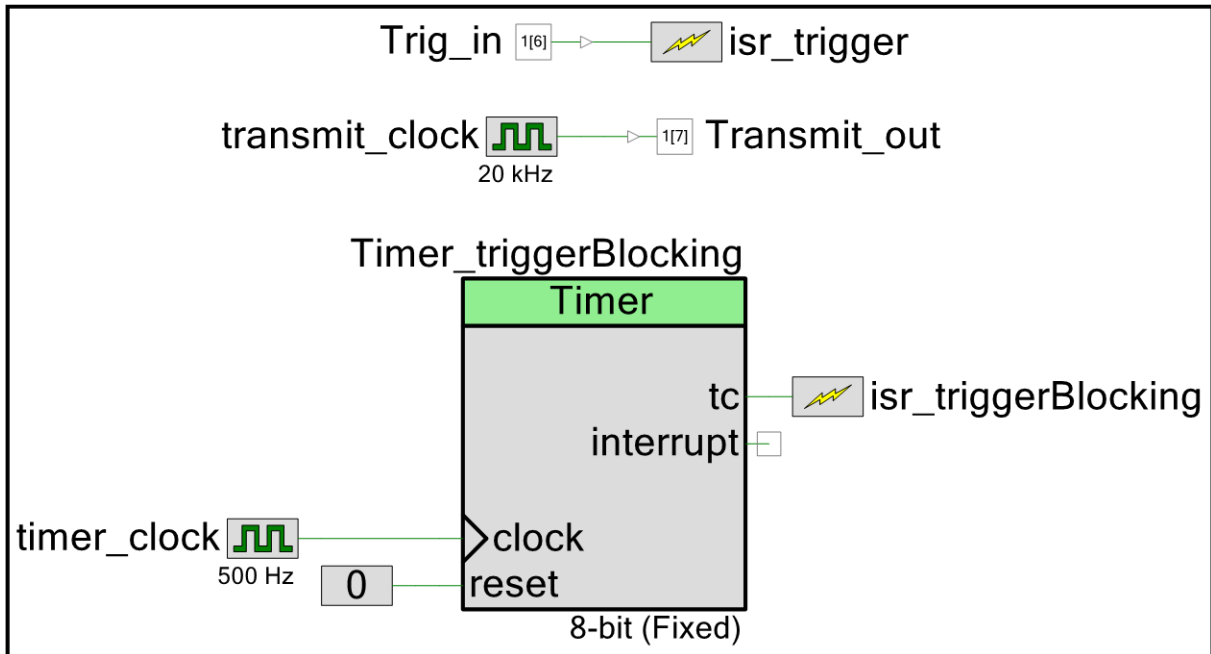 Trig_in 1[6] isr_trigger
transmit_clock 1[7] Transmit_out
20 kHz
Timer_triggerBlocking
Timer
tc isr_triggerBlocking
interrupt
timer_clock clock
500 Hz
0 reset
8-bit (Fixed)